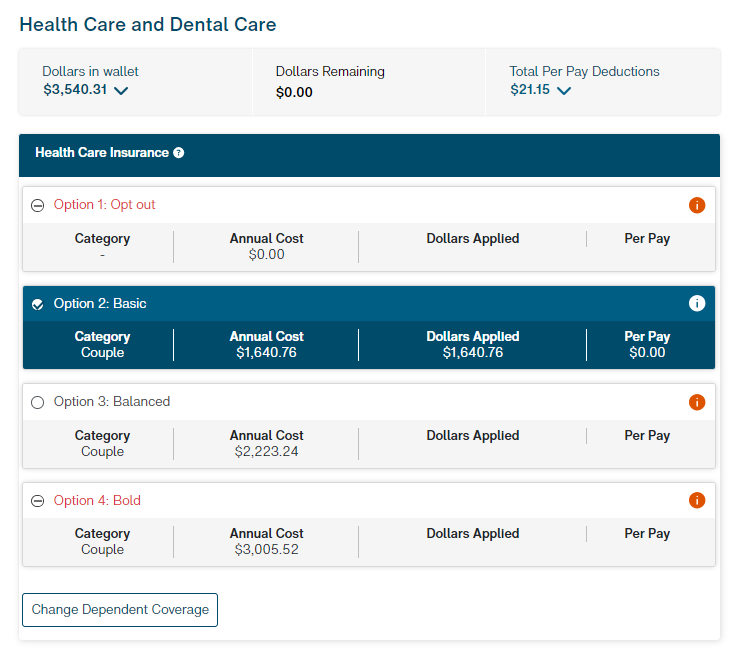 Health Care and Dental Care
Dollars in wallet
$3,540.31
Dollars Remaining
$0.00
Total Per Pay Deductions
$21.15
Health Care Insurance ?
Option 1: Opt out
Category Annual Cost Dollars Applied Per Pay
- $0.00
Option 2: Basic
Category Annual Cost Dollars Applied Per Pay
Couple $1,640.76 $1,640.76 $0.00
Option 3: Balanced
Category Annual Cost Dollars Applied Per Pay
Couple $2,223.24
Option 4: Bold
Category Annual Cost Dollars Applied Per Pay
Couple $3,005.52
Change Dependent Coverage